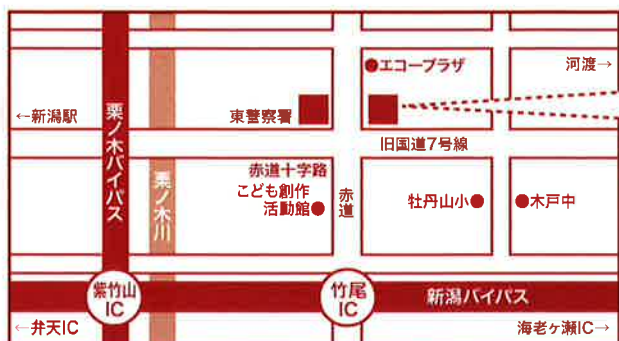 ●エコープラザ
河渡→
←新潟駅
東警察署
旧国道7号線
栗ノ木バイパス
栗ノ木川
赤道十字路
こども創作
活動館●
赤道
牡丹山小●
●木戸中
紫竹山
IC
竹尾
IC
新潟バイパス
←弁天IC
海老ヶ瀬IC→